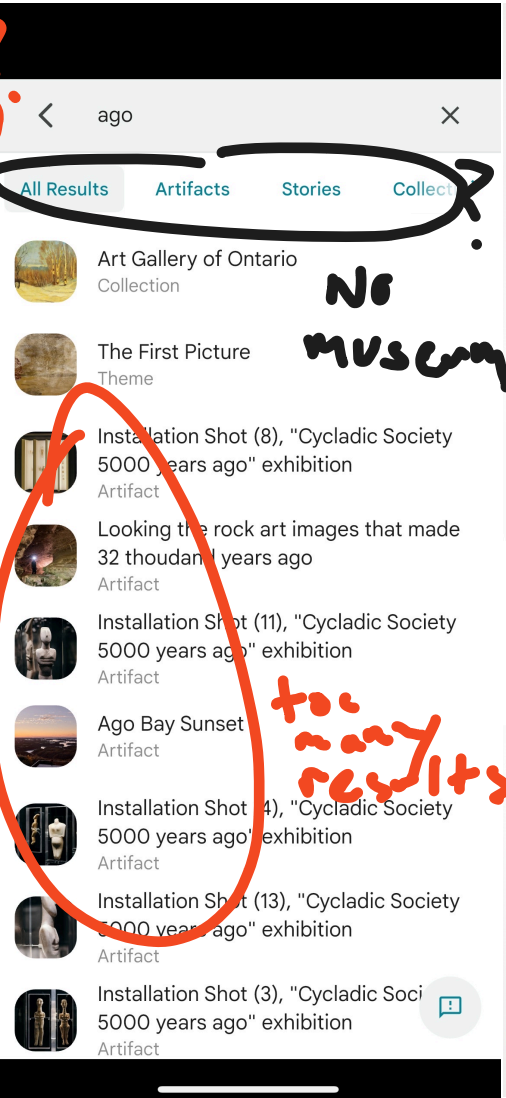 ago
All Results Artifacts Stories Collect
?
Art Gallery of Ontario
Collection
No
museum
The First Picture
Theme
Installation Shot (8), "Cycladic Society
5000 years ago" exhibition
Artifact
Looking the rock art images that made
32 thoudand years ago
Artifact
Installation Shot (11), "Cycladic Society
5000 years ago" exhibition
Artifact
too
many
results
Ago Bay Sunset
Artifact
Installation Shot (4), "Cycladic Society
5000 years ago" exhibition
Artifact
Installation Shot (13), "Cycladic Society
5000 years ago" exhibition
Artifact
Installation Shot (3), "Cycladic Soci
5000 years ago" exhibition
Artifact